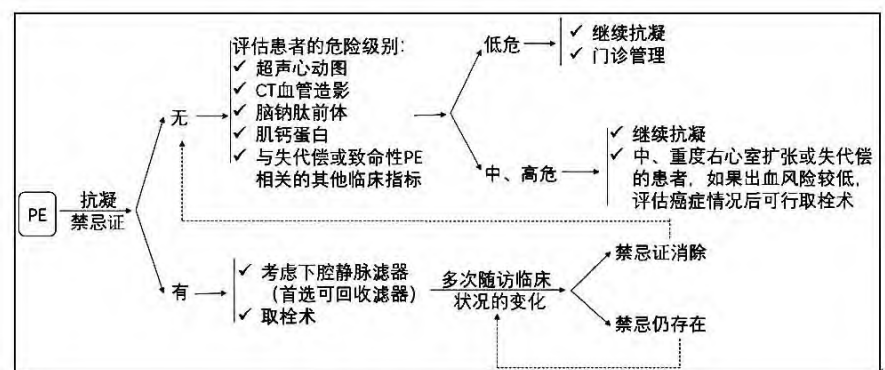 PE
抗凝
禁忌证
无
评估患者的危险级别：
✓ 超声心动图
✓ CT血管造影
✓ 脑钠肽前体
✓ 肌钙蛋白
✓ 与失代偿或致命性PE
相关的其他临床指标
低危
✓ 继续抗凝
✓ 门诊管理
中、高危
✓ 继续抗凝
✓ 中、重度右心室扩张或失代偿
的患者，如果出血风险较低，
评估癌症情况后可行取栓术
有
✓ 考虑下腔静脉滤器
（首选可回收滤器）
✓ 取栓术
多次随访临床
状况的变化
禁忌证消除
禁忌仍存在